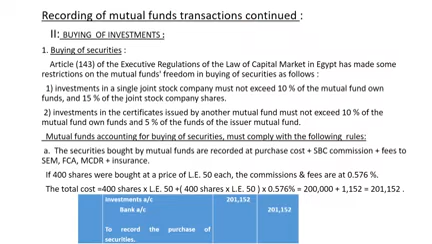 Recording of mutual funds transactions continued :
II: BUYING OF INVESTMENTS :
1. Buying of securities :
Article (143) of the Executive Regulations of the Law of Capital Market in Egypt has made some
restrictions on the mutual funds' freedom in buying of securities as follows :
1) investments in a single joint stock company must not exceed 10 % of the mutual fund own
funds, and 15 % of the joint stock company shares.
2) investments in the certificates issued by another mutual fund must not exceed 10 % of the
mutual fund own funds and 5 % of the funds of the issuer mutual fund.
Mutual funds accounting for buying of securities, must comply with the following rules:
a. The securities bought by mutual funds are recorded at purchase cost + SBC commission + fees to
SEM, FCA, MCDR + insurance.
If 400 shares were bought at a price of L.E. 50 each, the commissions & fees are at 0.576 %.
The total cost =400 shares x L.E. 50 +( 400 shares x L.E. 50 ) x 0.576% = 200,000 + 1,152 = 201,152 .
Investments a/c 201,152
Bank a/c 201,152
To record the purchase of
securities.